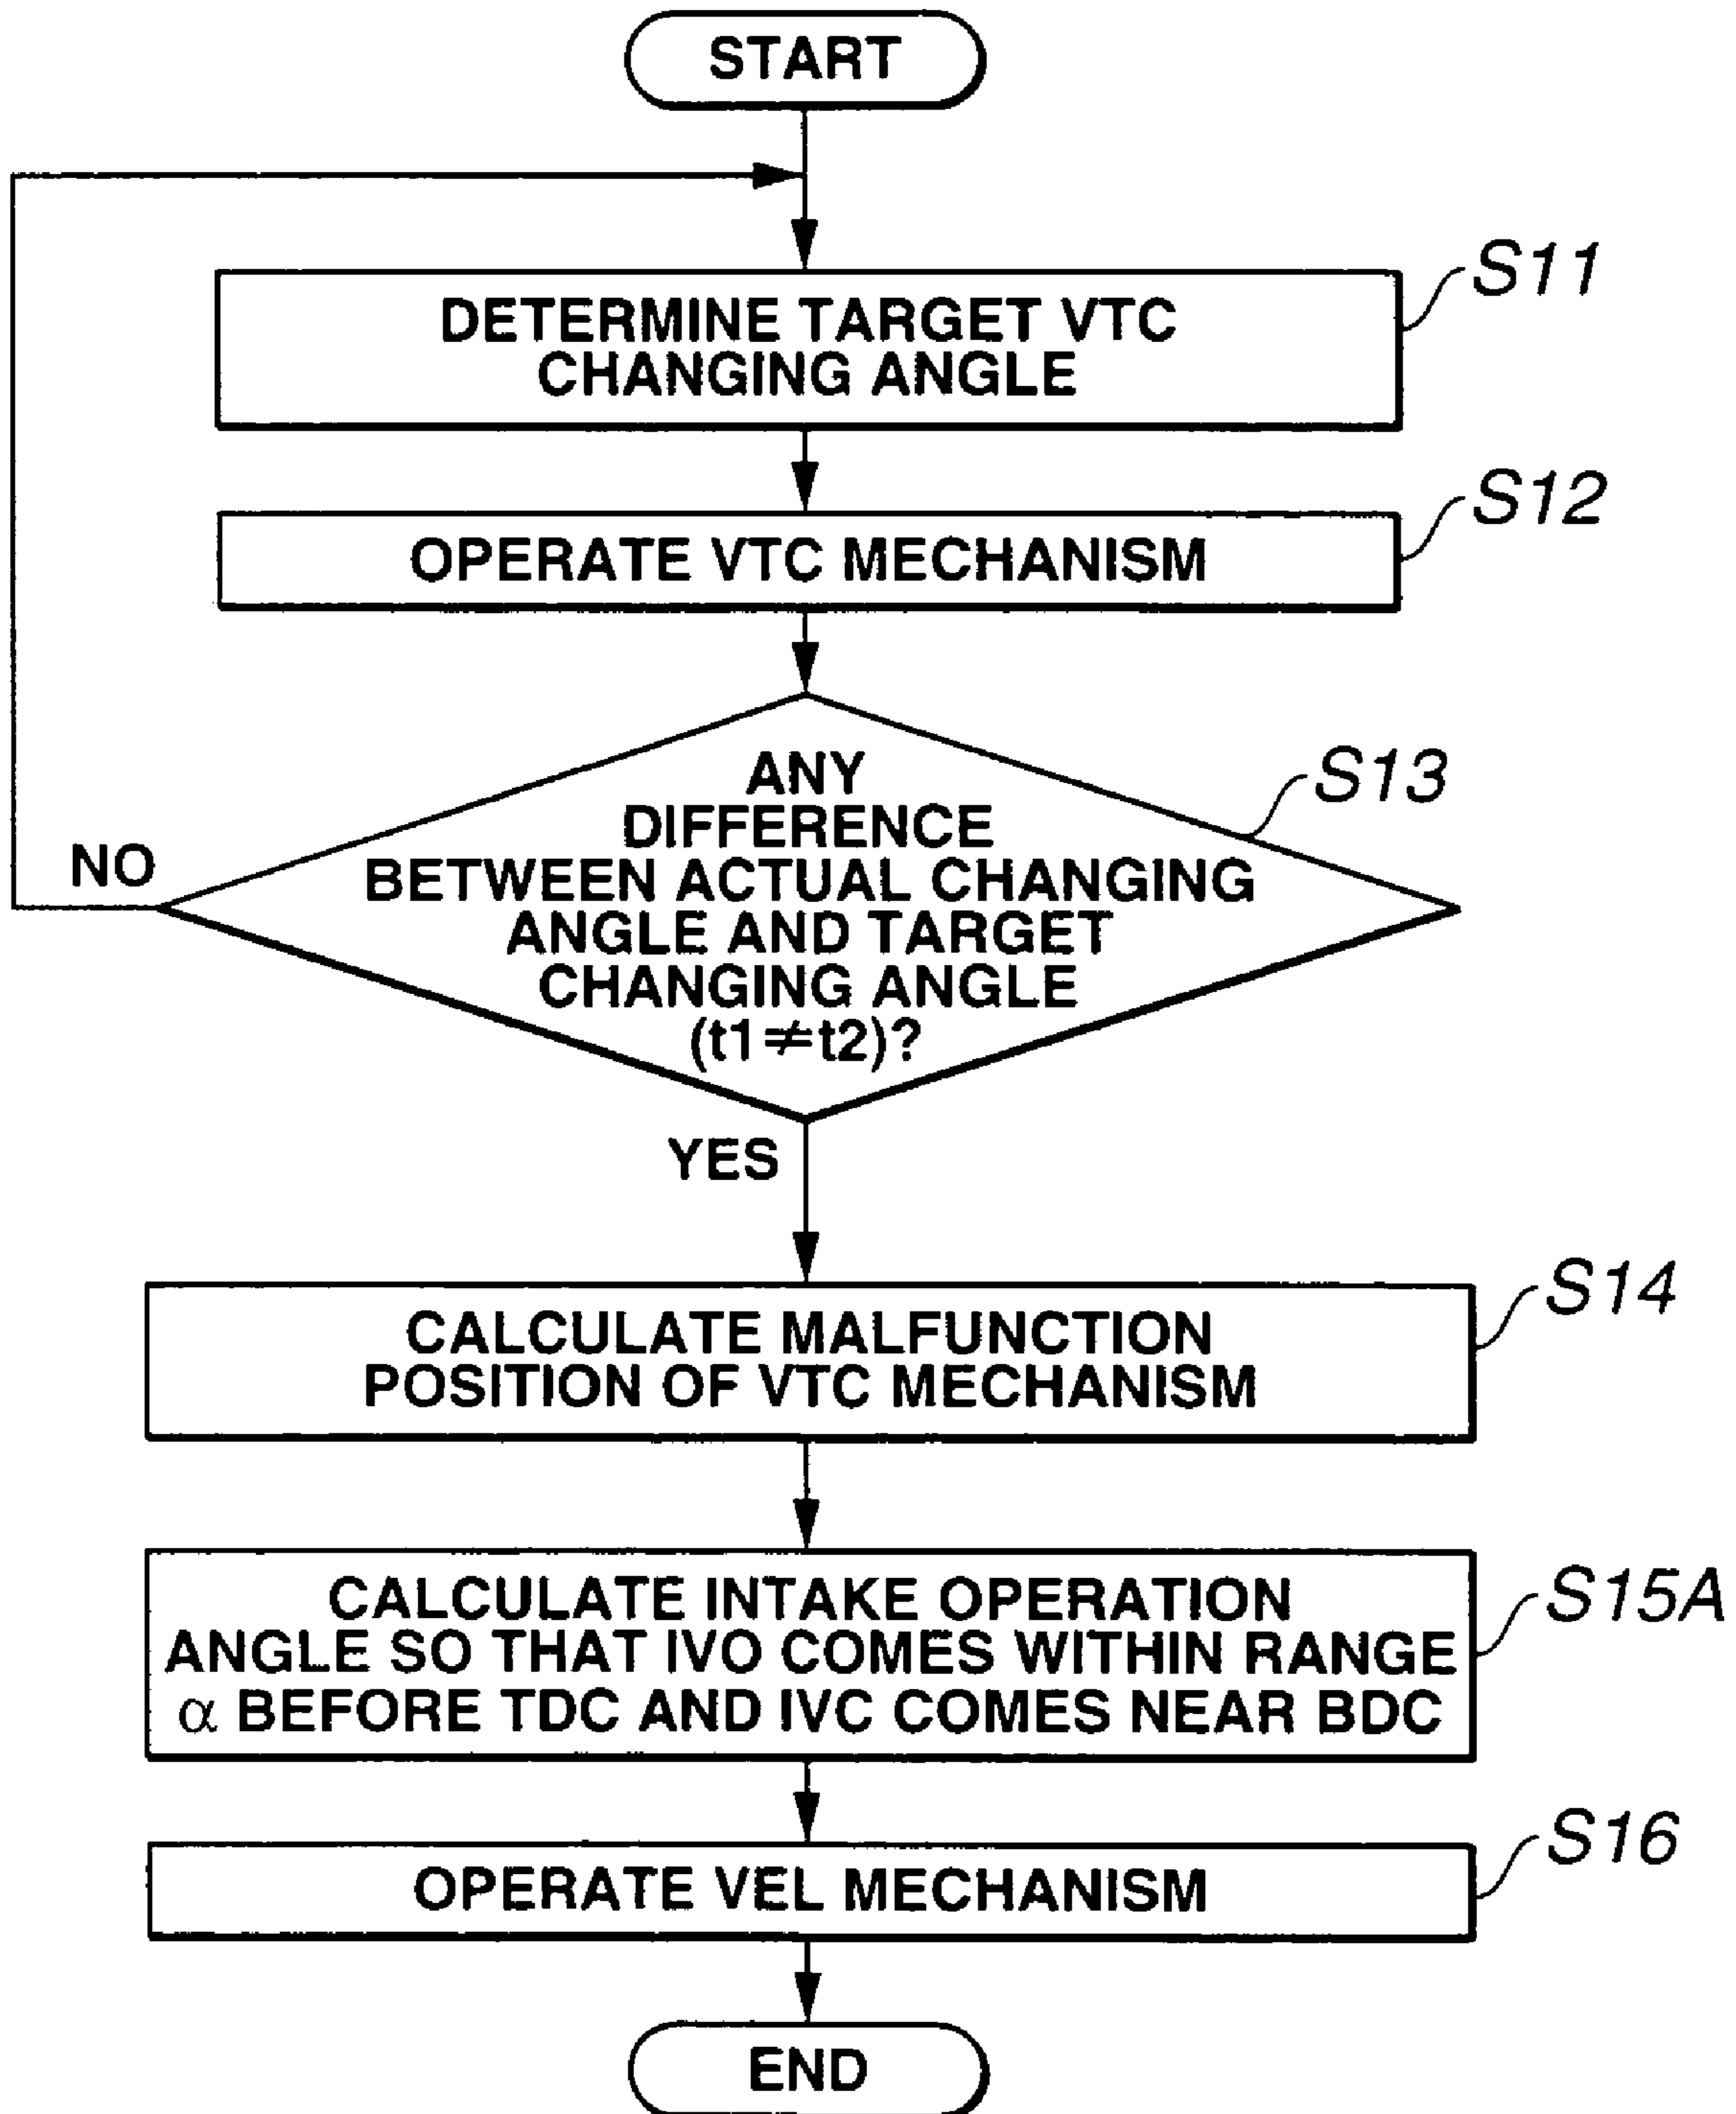 START
S11
DETERMINE TARGET VTC
CHANGING ANGLE
S12
OPERATE VTC MECHANISM
S13
ANY
DIFFERENCE
BETWEEN ACTUAL CHANGING
ANGLE AND TARGET
CHANGING ANGLE
(t1≠t2)?
NO
YES
S14
CALCULATE MALFUNCTION
POSITION OF VTC MECHANISM
S15A
CALCULATE INTAKE OPERATION
ANGLE SO THAT IVO COMES WITHIN RANGE
α BEFORE TDC AND IVC COMES NEAR BDC
S16
OPERATE VEL MECHANISM
END